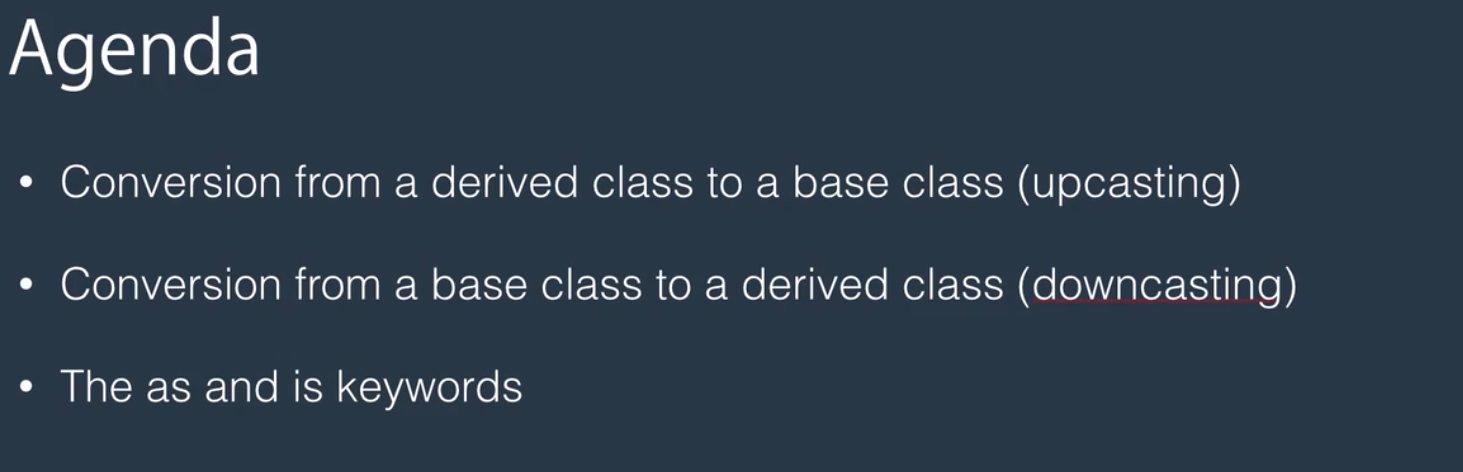 Agenda
• Conversion from a derived class to a base class (upcasting)
• Conversion from a base class to a derived class (downcasting)
• The as and is keywords